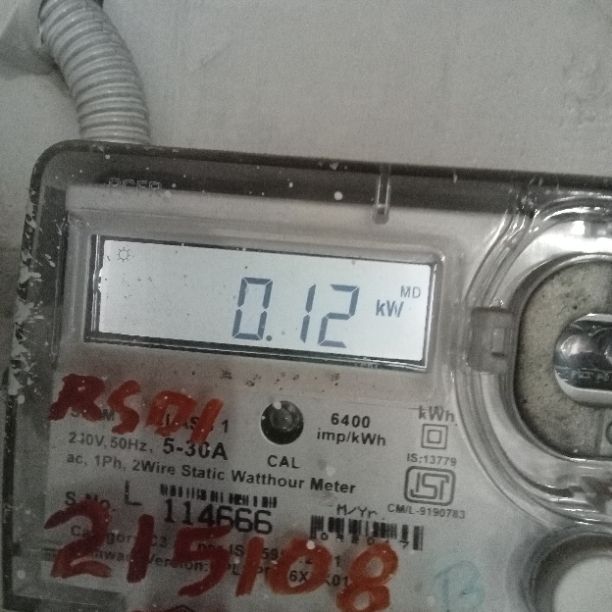 MD
0.12 kW
RSD1
6400
imp/kWh
kWh
230V, 50Hz, 5-30A
CAL
IS:13779
ac, 1Ph, 2Wire Static Watthour Meter
ISI
CM/L-9190783
S.No. L
114666
M/Yr
215108